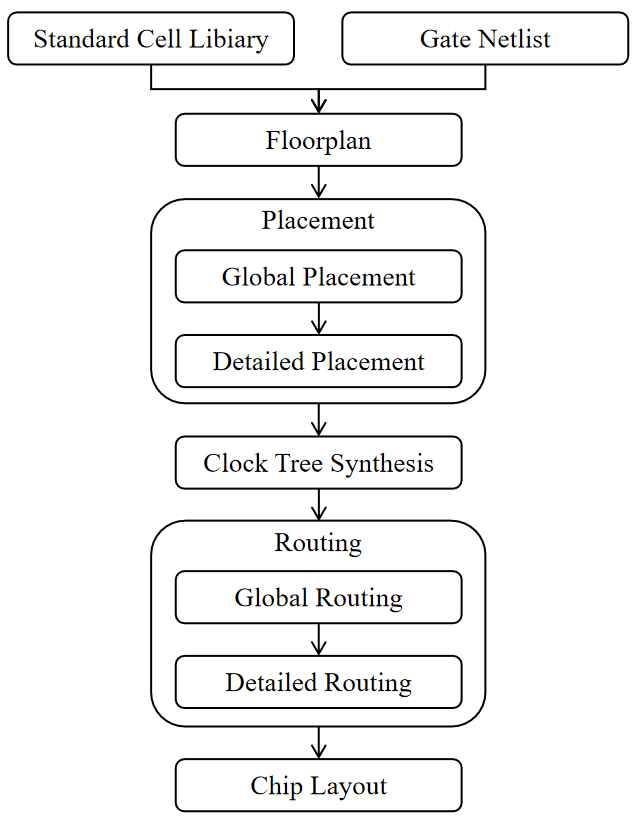 Standard Cell Libiary
Gate Netlist
Floorplan
Placement
Global Placement
Detailed Placement
Clock Tree Synthesis
Routing
Global Routing
Detailed Routing
Chip Layout